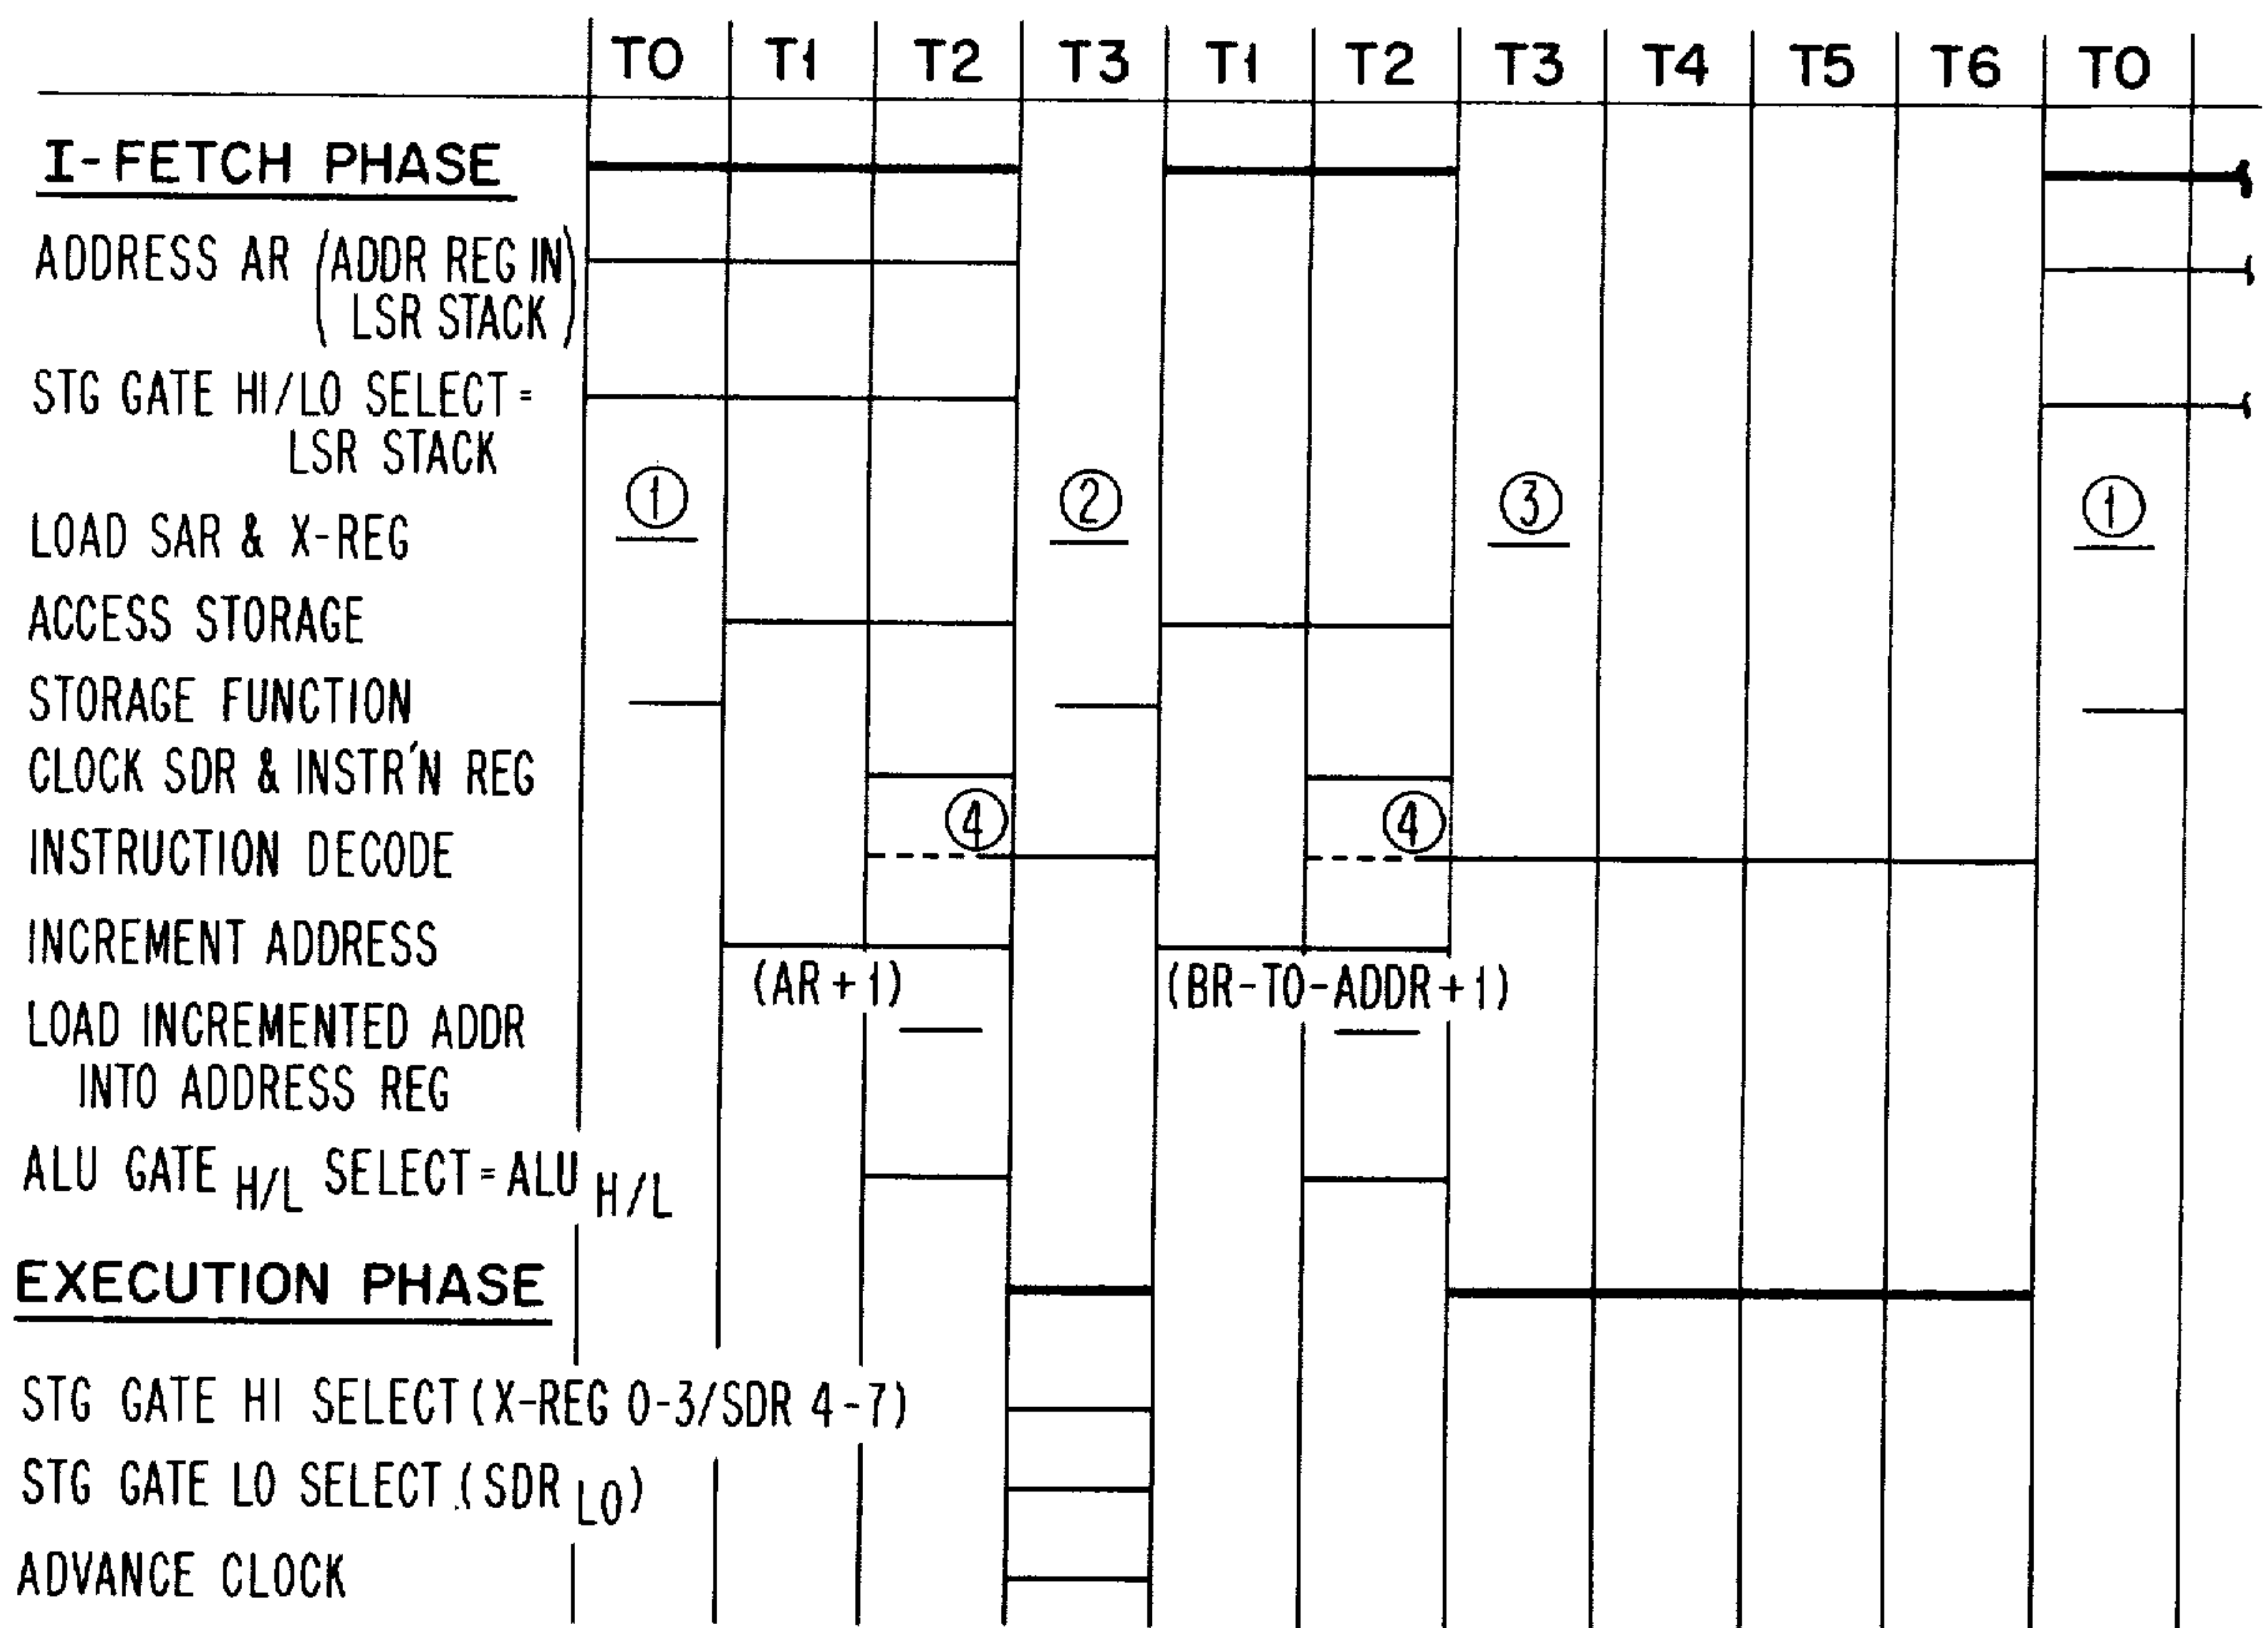 T0 T1 T2 T3 T1 T2 T3 T4 T5 T6 T0
I-FETCH PHASE
ADDRESS AR (ADDR REG IN
LSR STACK)
STG GATE HI/LO SELECT=
LSR STACK
① ② ③ ①
LOAD SAR & X-REG
ACCESS STORAGE
STORAGE FUNCTION
CLOCK SDR & INSTR'N REG
④ ④
INSTRUCTION DECODE
INCREMENT ADDRESS
(AR+1) (BR-TO-ADDR+1)
LOAD INCREMENTED ADDR
INTO ADDRESS REG
ALU GATE H/L SELECT=ALU H/L
EXECUTION PHASE
STG GATE HI SELECT (X-REG 0-3/SDR 4-7)
STG GATE LO SELECT (SDR LO)
ADVANCE CLOCK